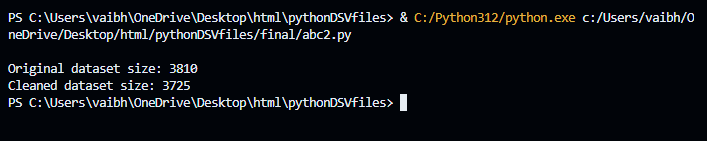 PS C:\Users\vaibh\OneDrive\Desktop\html\pythonDSVfiles> & C:/Python312/python.exe c:/Users/vaibh/O
neDrive/Desktop/html/pythonDSVfiles/final/abc2.py
Original dataset size: 3810
Cleaned dataset size: 3725
PS C:\Users\vaibh\OneDrive\Desktop\html\pythonDSVfiles>